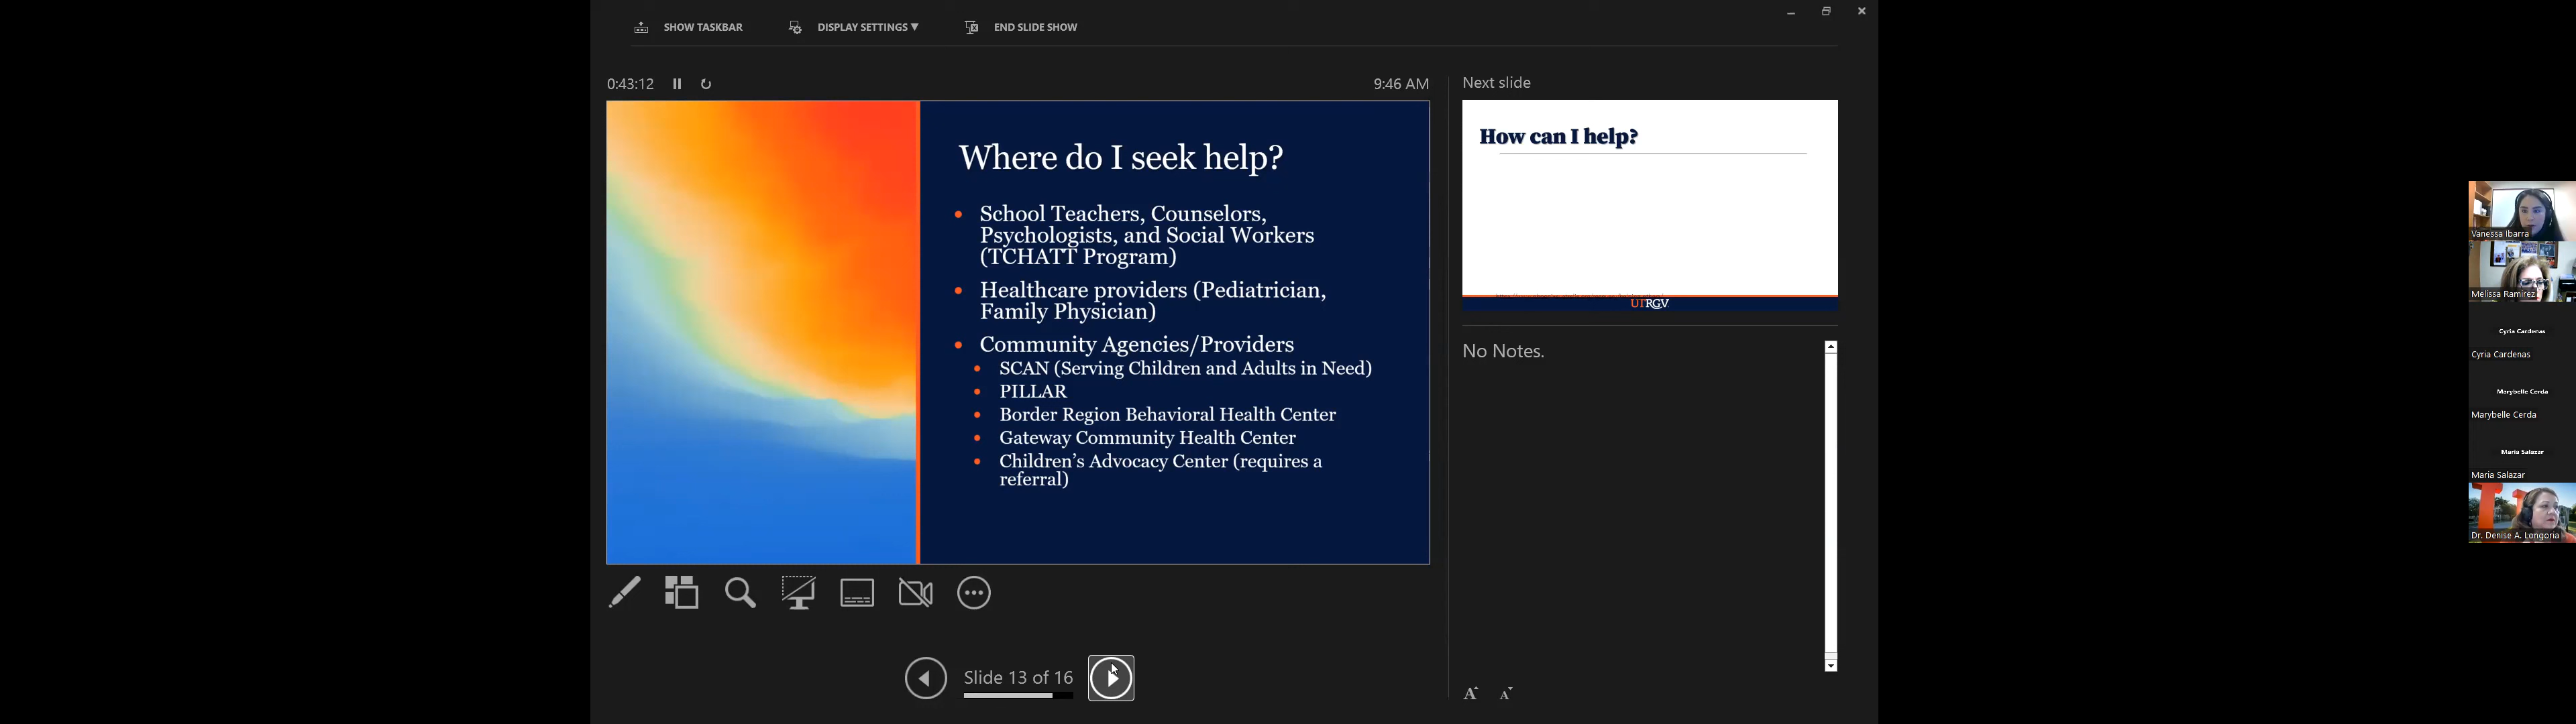 SHOW TASKBAR
DISPLAY SETTINGS ▼
END SLIDE SHOW
0:43:12
9:46 AM
Where do I seek help?
• School Teachers, Counselors,
Psychologists, and Social Workers
(TCHATT Program)
• Healthcare providers (Pediatrician,
Family Physician)
• Community Agencies/Providers
• SCAN (Serving Children and Adults in Need)
• PILLAR
• Border Region Behavioral Health Center
• Gateway Community Health Center
• Children's Advocacy Center (requires a
referral)
Slide 13 of 16
Next slide
How can I help?
UTRGV
No Notes.
A A
Vanessa Ibarra
Melissa Ramirez
Cyria Cardenas
Cyria Cardenas
Marybelle Cerda
Marybelle Cerda
Maria Salazar
Maria Salazar
Dr. Denise A. Longoria